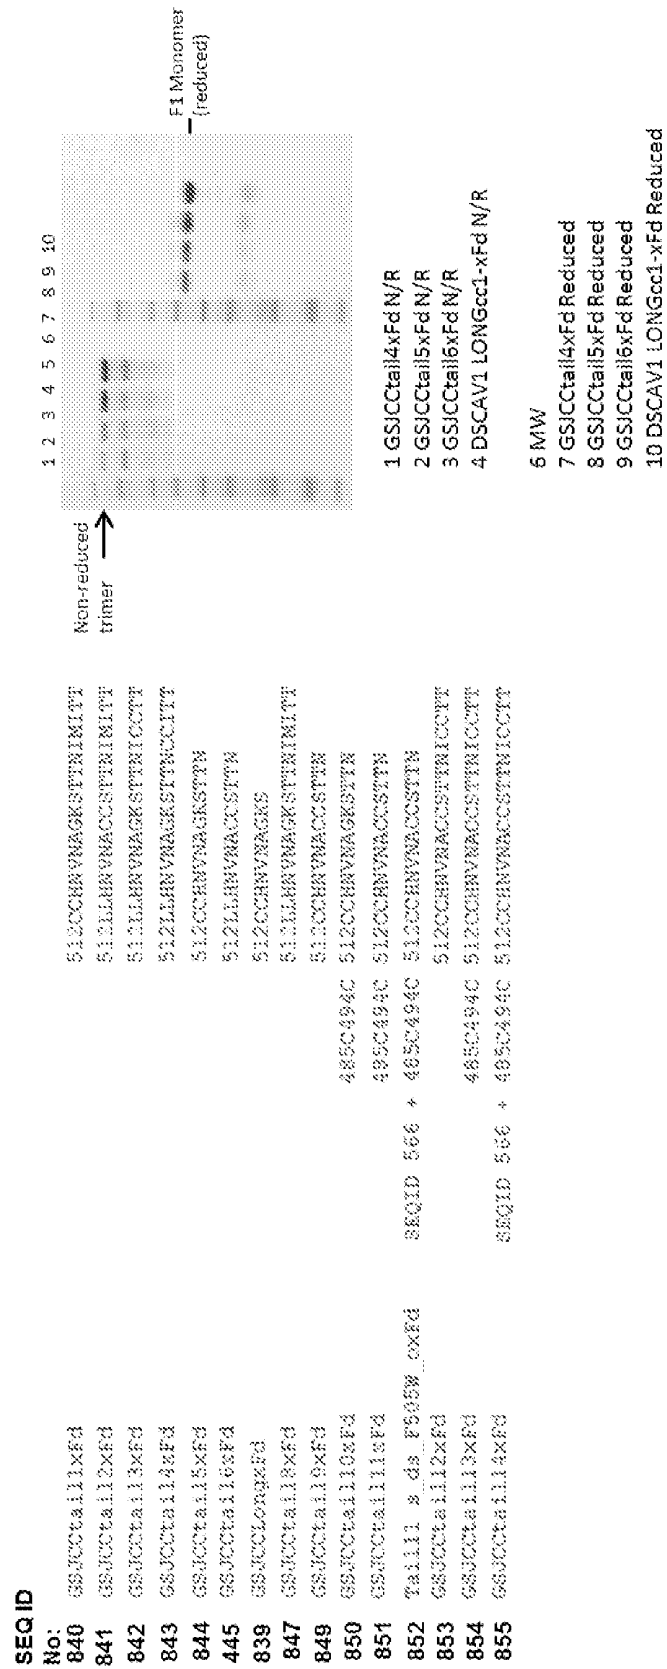 SEQ ID
No:
840 GSJCCtail1xFd 512CCHNVNAGKSTTNIMITT
841 GSJCCtail2xFd 512LLHNVNACCSTTNIMITT
842 GSJCCtail3xFd 512LLHNVNAGKSTTNICCTT
843 GSJCCtail4xFd 512LLHNVNAGKSTTNCCITT
844 GSJCCtail5xFd 512CCHNVNAGKSTTN
445 GSJCCtail6xFd 512LLHNVNACCSTTN
839 GSJCCLongxFd 512CCHNVNAGKS
847 GSJCCtail8xFd 512LLHNVNAGKSTTNIMITT
849 GSJCCtail9xFd 512CCHNVNACCSTTN
850 GSJCCtail10xFd 485C494C 512CCHNVNAGKSTTN
851 GSJCCtail11xFd 485C494C 512CCHNVNACCSTTN
852 Tail11 s ds F505W oxFd SEQID 566 + 485C494C 512CCHNVNACCSTTN
853 GSJCCtail12xFd 512CCHNVNACCSTTNICCTT
854 GSJCCtail13xFd 485C494C 512CCHNVNACCSTTNICCTT
855 GSJCCtail14xFd SEQID 566 + 485C494C 512CCHNVNACCSTTNICCTT
Non-reduced
trimer
1 2 3 4 5 6 7 8 9 10
F1 Monomer
(reduced)
1 GSJCCtail4xFd N/R
2 GSJCCtail5xFd N/R
3 GSJCCtail6xFd N/R
4 DSCAV1 LONGcc1-xFd N/R
6 MW
7 GSJCCtail4xFd Reduced
8 GSJCCtail5xFd Reduced
9 GSJCCtail6xFd Reduced
10 DSCAV1 LONGcc1-xFd Reduced